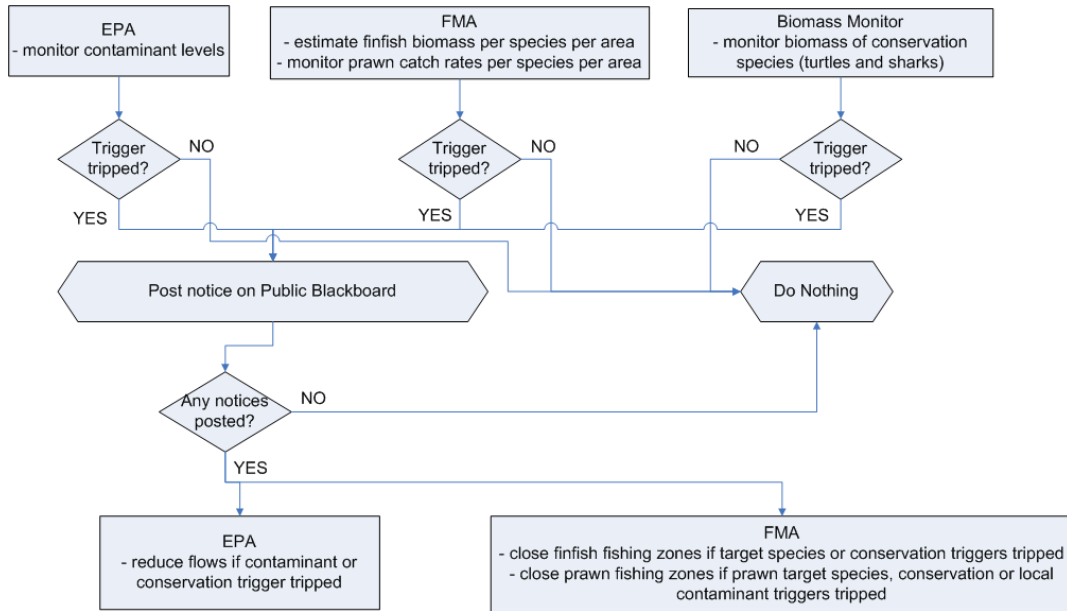 EPA
- monitor contaminant levels
FMA
- estimate finfish biomass per species per area
- monitor prawn catch rates per species per area
Biomass Monitor
- monitor biomass of conservation
species (turtles and sharks)
Trigger
tripped?
NO
YES
Trigger
tripped?
NO
YES
NO
Trigger
tripped?
YES
Post notice on Public Blackboard
Do Nothing
Any notices
posted?
NO
YES
EPA
- reduce flows if contaminant or
conservation trigger tripped
FMA
- close finfish fishing zones if target species or conservation triggers tripped
- close prawn fishing zones if prawn target species, conservation or local
contaminant triggers tripped